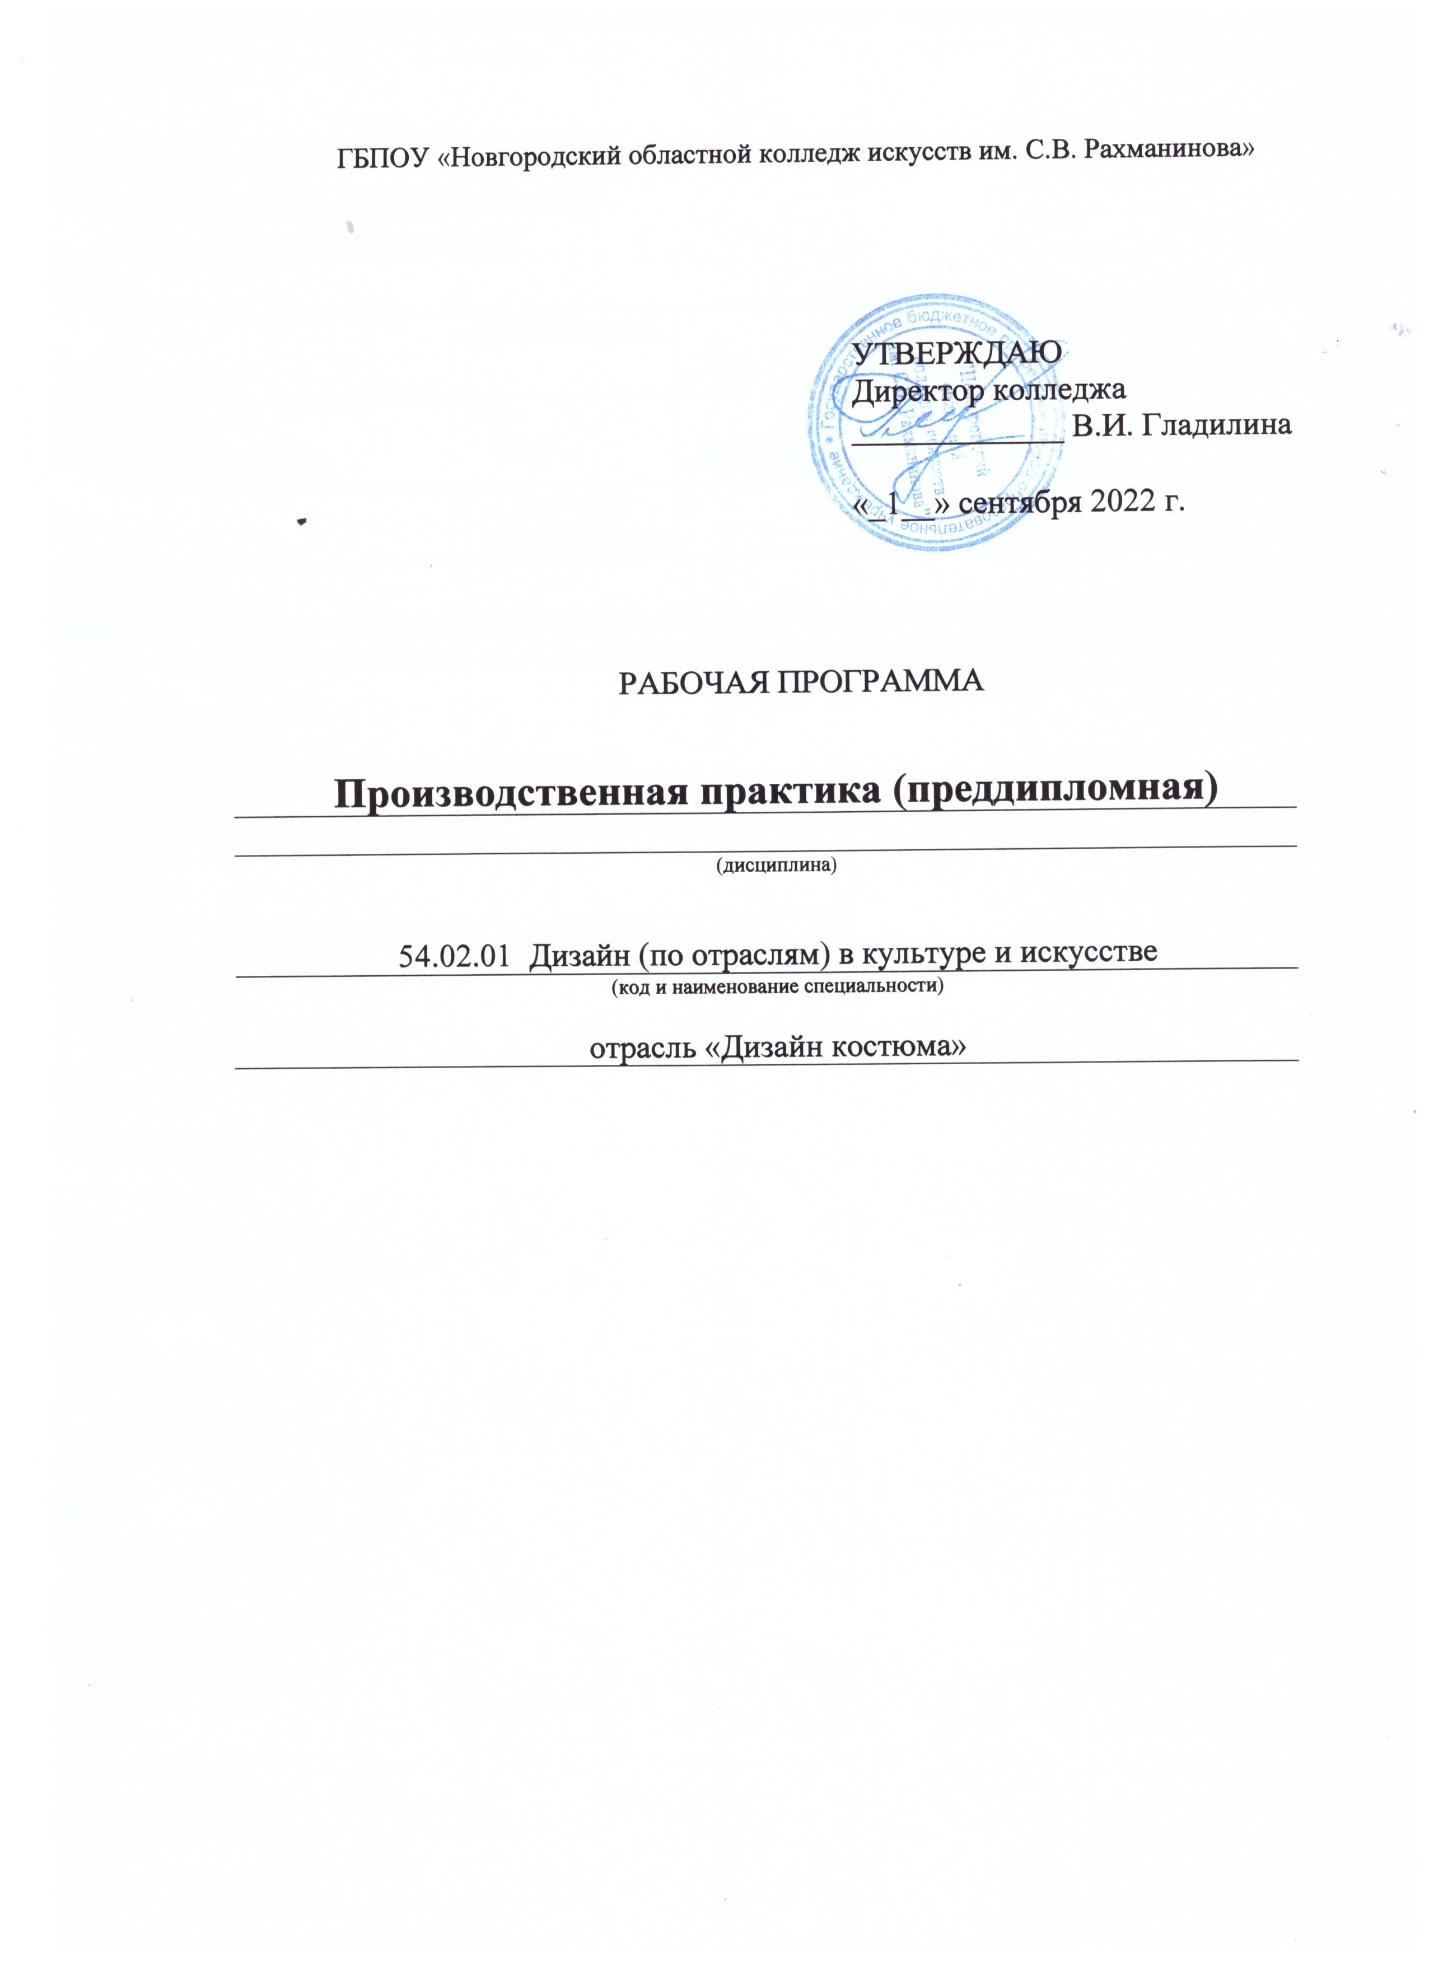 ГБПОУ «Новгородский областной колледж искусств им. С.В. Рахманинова»
УТВЕРЖДАЮ
Директор колледжа
______________ В.И. Гладилина
«_1__» сентября 2022 г.
РАБОЧАЯ ПРОГРАММА
Производственная практика (преддипломная)
(дисциплина)
54.02.01 Дизайн (по отраслям) в культуре и искусстве
(код и наименование специальности)
отрасль «Дизайн костюма»